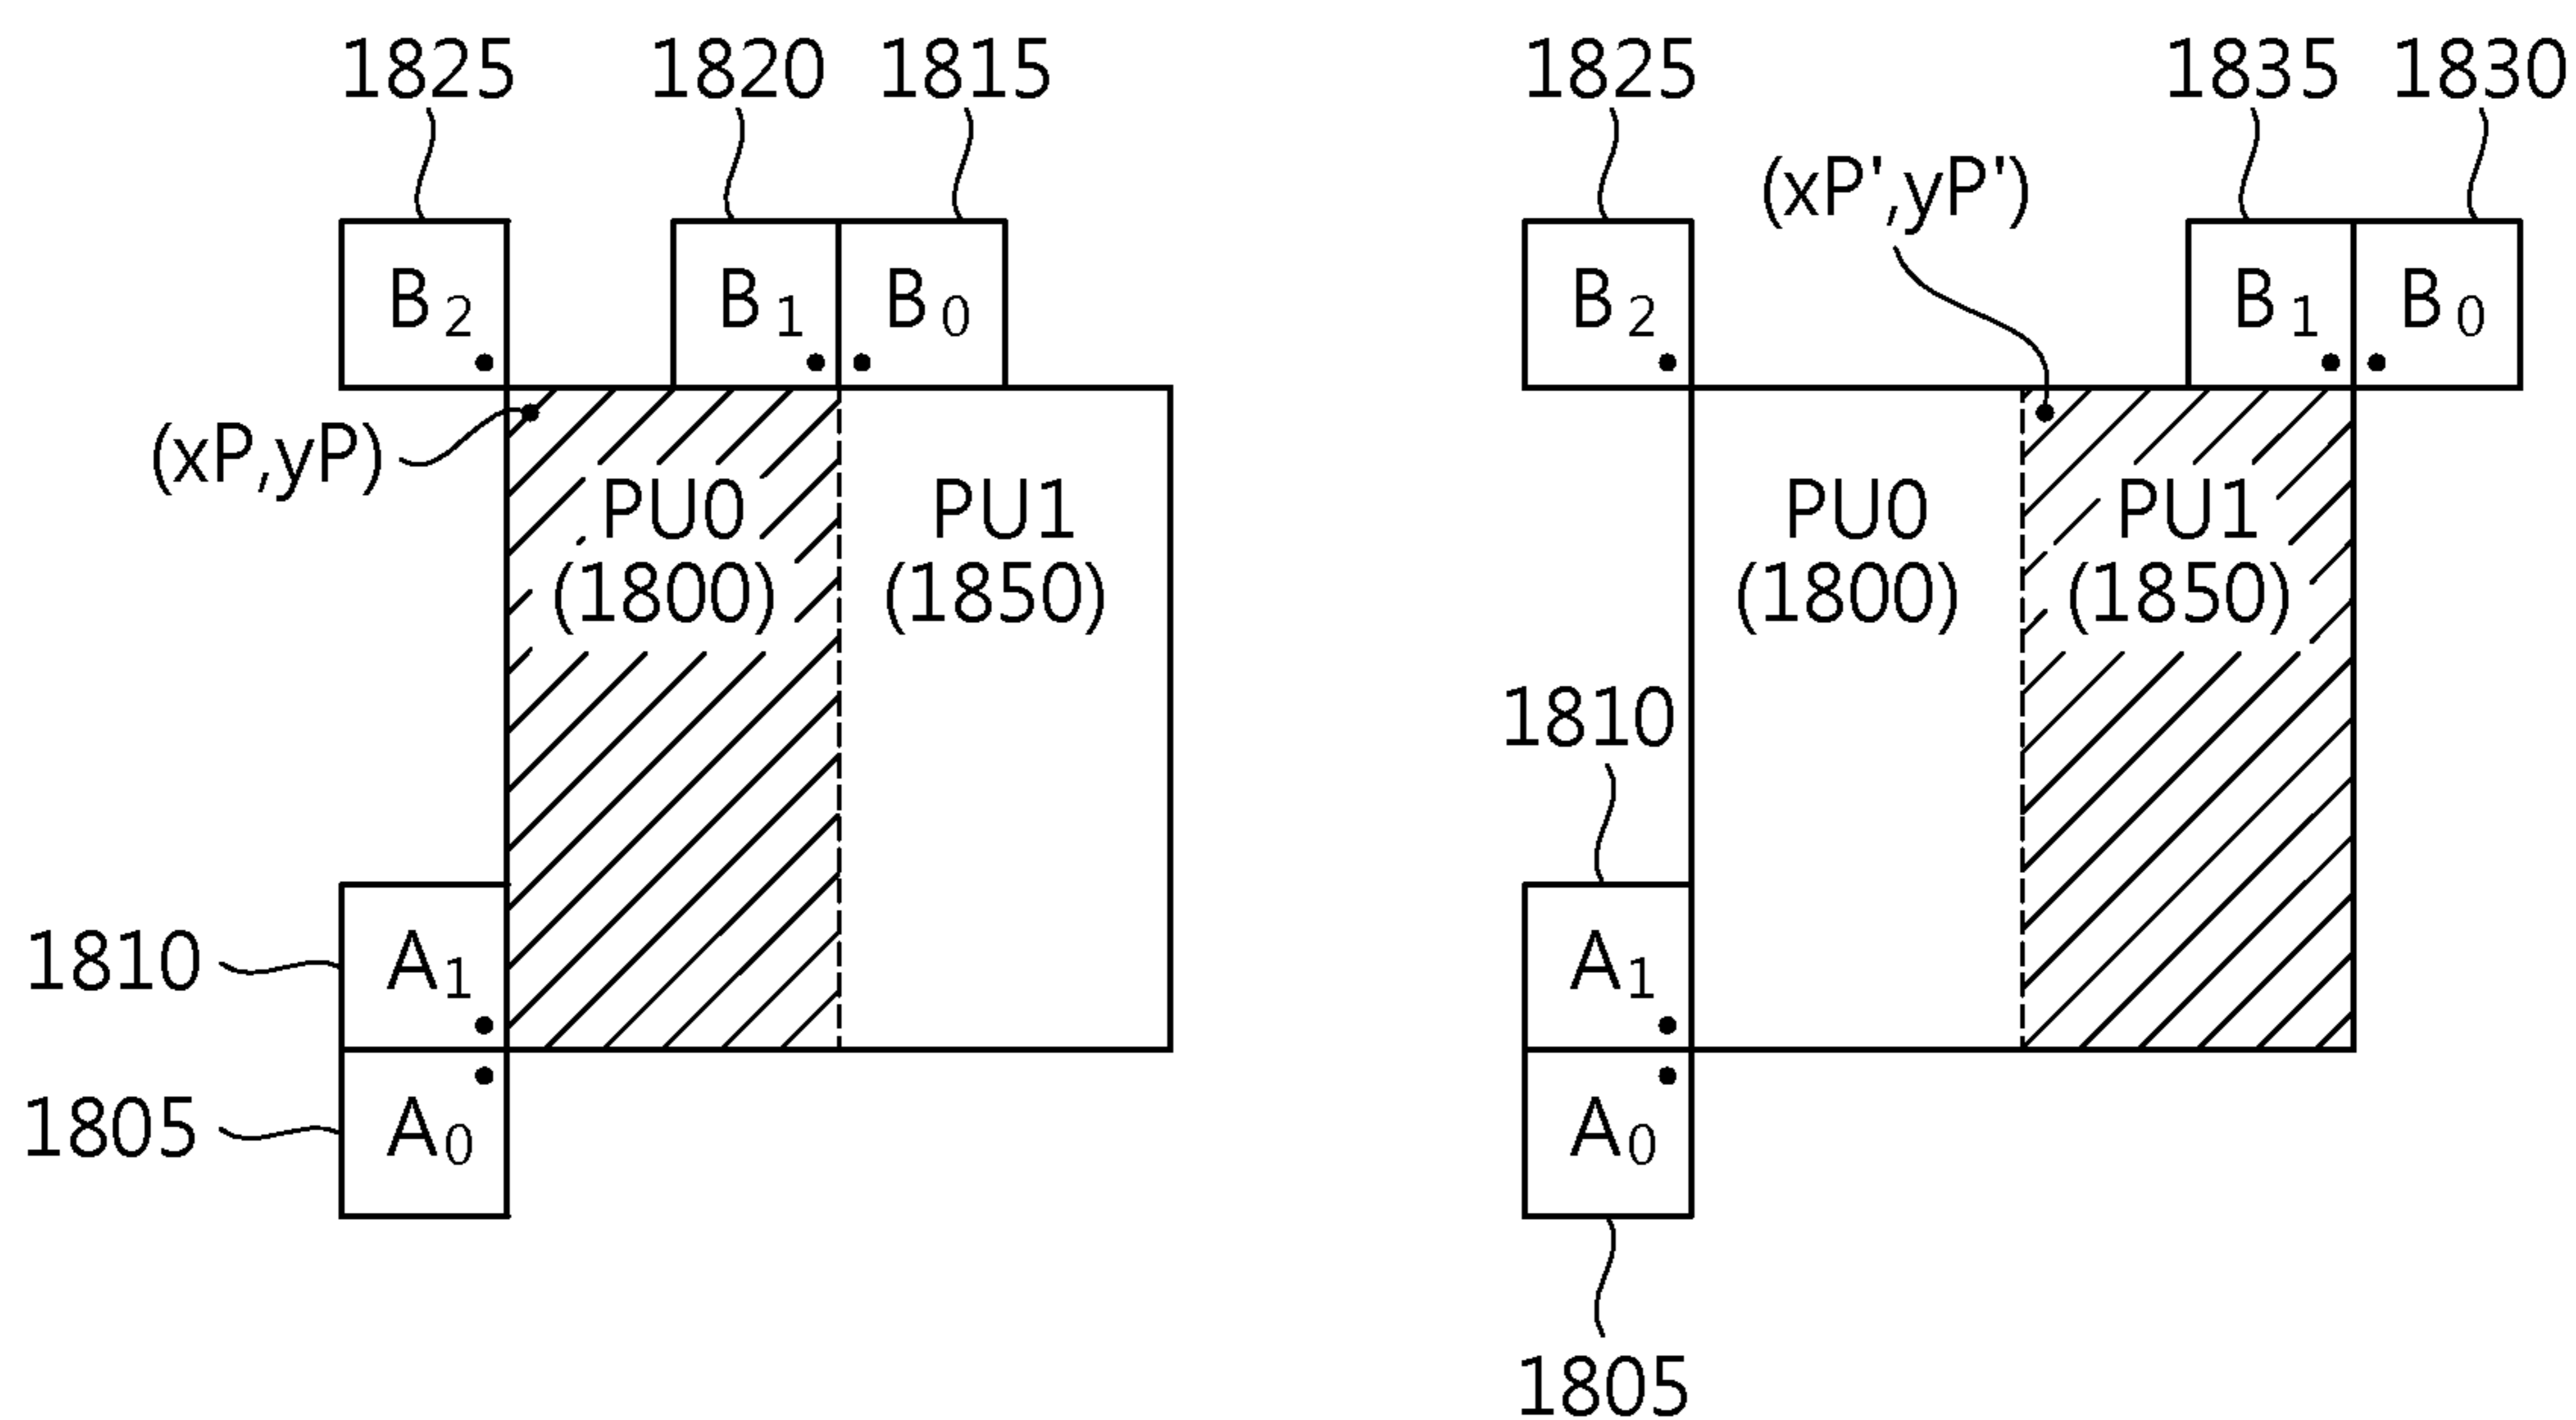 1825 1820 1815
B2 B1 B0
(xP,yP)
PU0 PU1
(1800) (1850)
1810 A1
1805 A0
1825 1835 1830
(xP',yP')
B2 B1 B0
PU0 PU1
(1800) (1850)
1810
A1
A0
1805